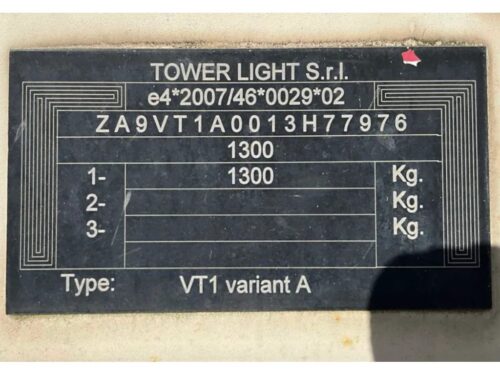 TOWER LIGHT S.r.l.
e4*2007/46*0029*02
ZA9VT1A0013H77976
1300
1- 1300 Kg.
2- Kg.
3- Kg.
Type: VT1 variant A